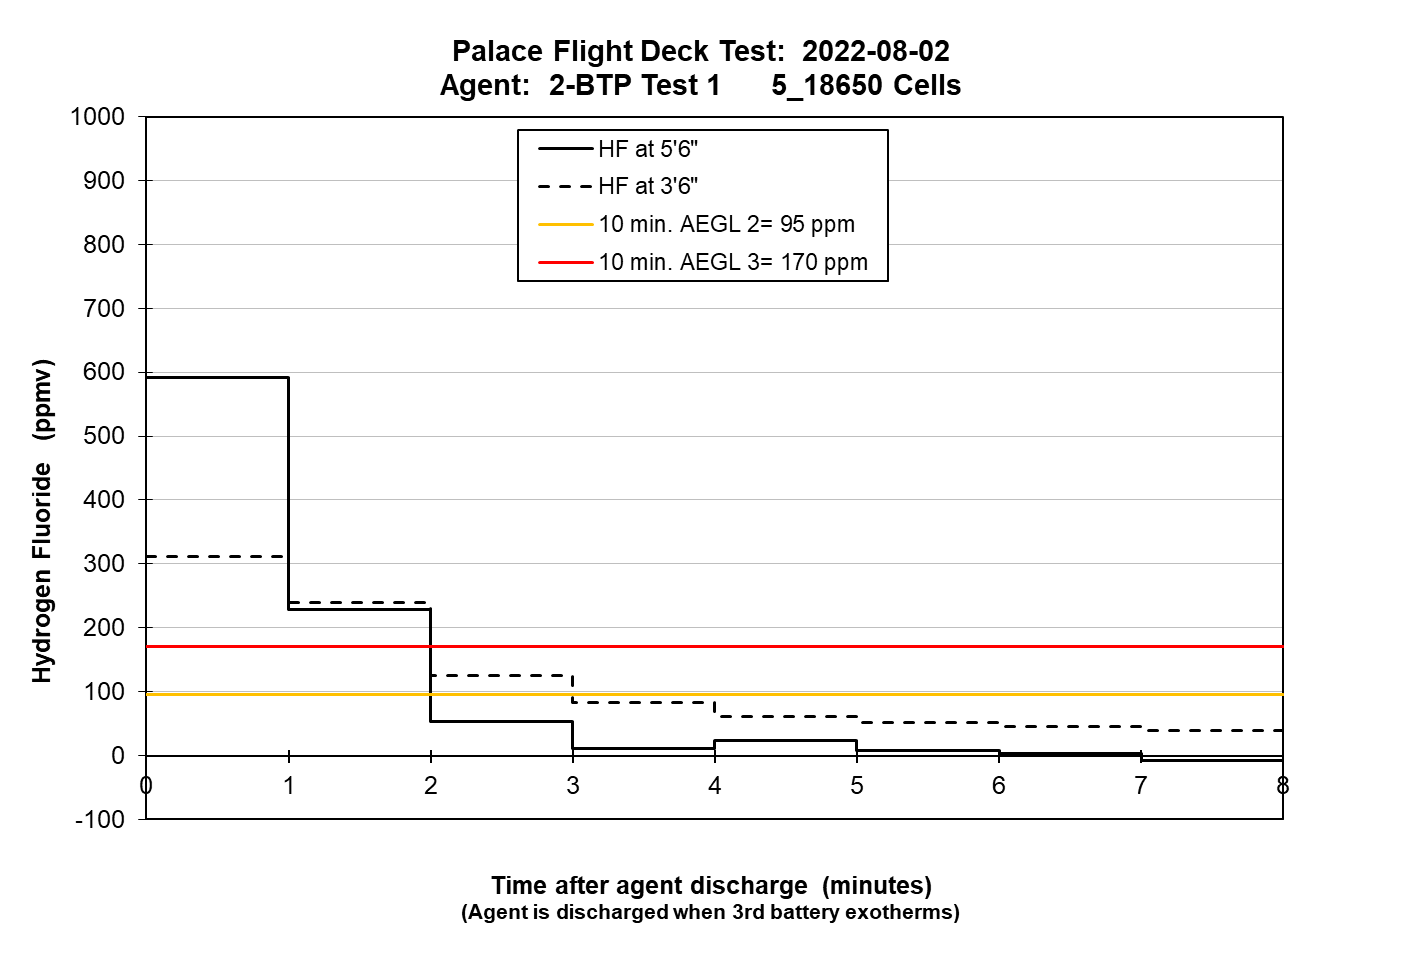 Palace Flight Deck Test:  2022-08-02
Agent:  2-BTP Test 1      5_18650 Cells
HF at 5'6"
HF at 3'6"
10 min. AEGL 2= 95 ppm
10 min. AEGL 3= 170 ppm
Hydrogen Fluoride   (ppmv)
1000
900
800
700
600
500
400
300
200
100
0
-100
0 1 2 3 4 5 6 7 8
Time after agent discharge  (minutes)
(Agent is discharged when 3rd battery exotherms)